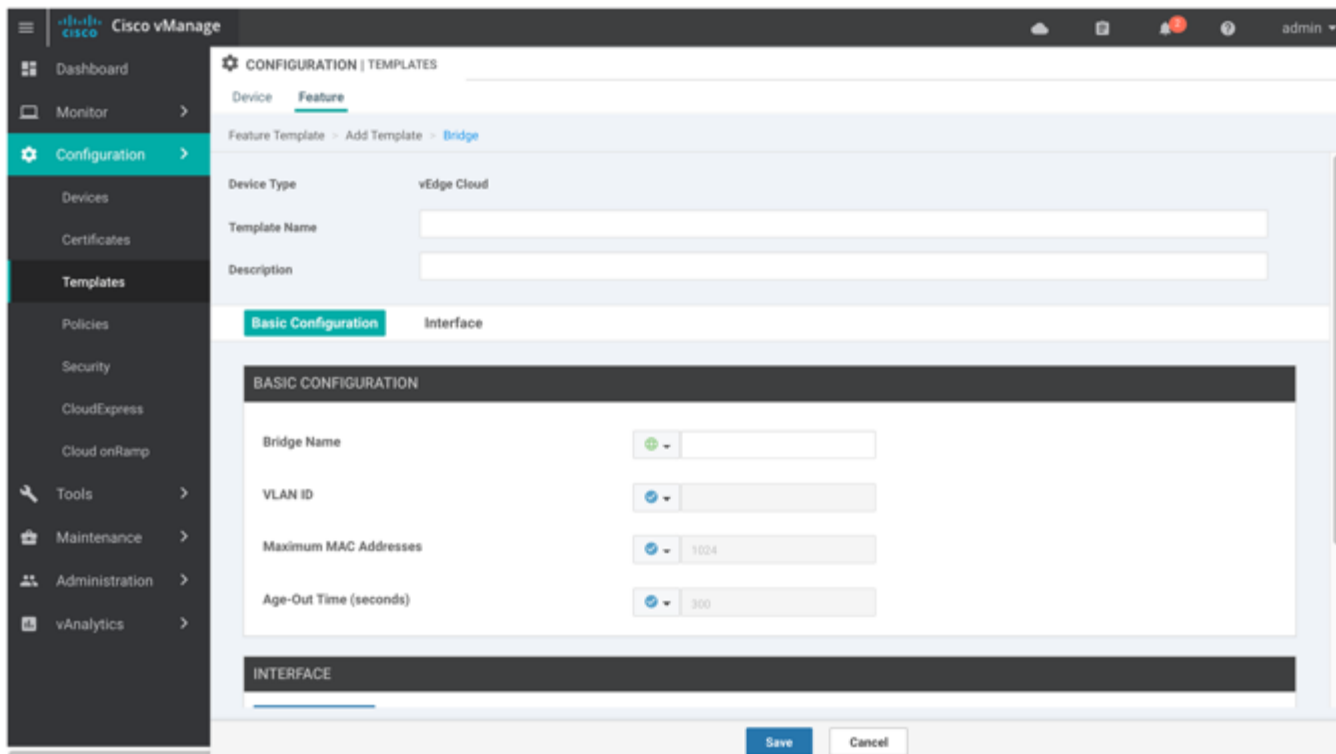 cisco Cisco vManage 2 admin
Dashboard
Monitor
Configuration
Devices
Certificates
Templates
Policies
Security
CloudExpress
Cloud onRamp
Tools
Maintenance
Administration
vAnalytics
CONFIGURATION | TEMPLATES
Device Feature
Feature Template > Add Template > Bridge
Device Type vEdge Cloud
Template Name
Description
Basic Configuration Interface
BASIC CONFIGURATION
Bridge Name
VLAN ID
Maximum MAC Addresses 1024
Age-Out Time (seconds) 300
INTERFACE
Save Cancel